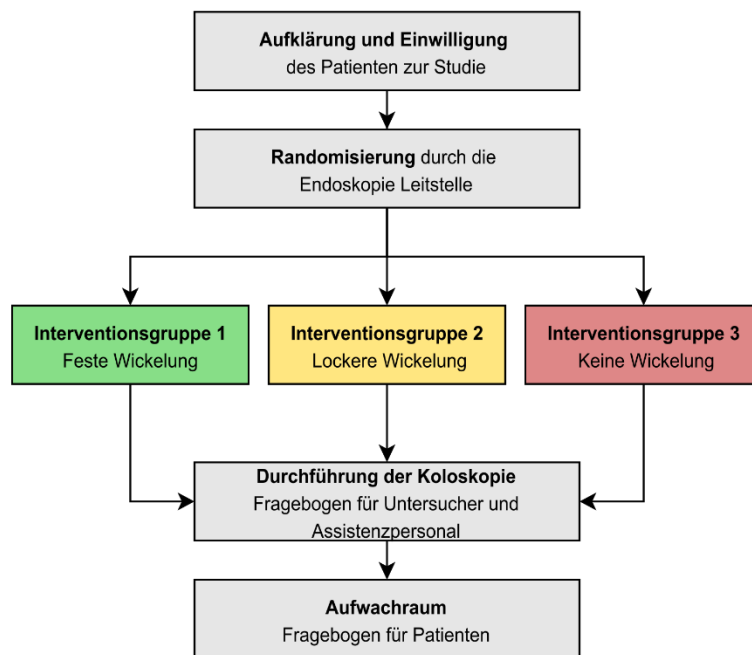 Aufklärung und Einwilligung
des Patienten zur Studie
Randomisierung durch die
Endoskopie Leitstelle
Interventionsgruppe 1
Feste Wickelung
Interventionsgruppe 2
Lockere Wickelung
Interventionsgruppe 3
Keine Wickelung
Durchführung der Koloskopie
Fragebogen für Untersucher und
Assistenzpersonal
Aufwachraum
Fragebogen für Patienten